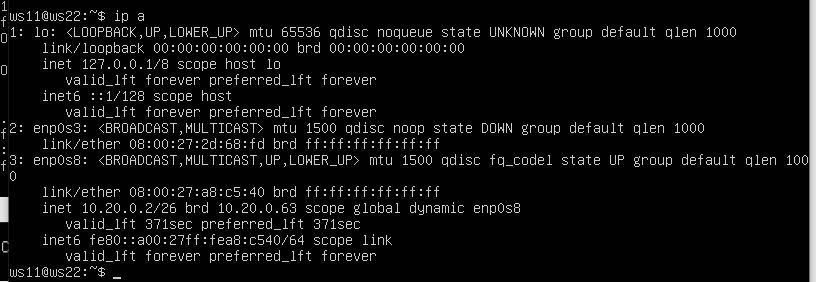 ws11@ws22:~$ ip a
1: lo: <LOOPBACK,UP,LOWER_UP> mtu 65536 qdisc noqueue state UNKNOWN group default qlen 1000
    link/loopback 00:00:00:00:00:00 brd 00:00:00:00:00:00
    inet 127.0.0.1/8 scope host lo
       valid_lft forever preferred_lft forever
    inet6 ::1/128 scope host
       valid_lft forever preferred_lft forever
2: enp0s3: <BROADCAST,MULTICAST> mtu 1500 qdisc noop state DOWN group default qlen 1000
    link/ether 08:00:27:2d:68:fd brd ff:ff:ff:ff:ff:ff
3: enp0s8: <BROADCAST,MULTICAST,UP,LOWER_UP> mtu 1500 qdisc fq_codel state UP group default qlen 100
0
    link/ether 08:00:27:a8:c5:40 brd ff:ff:ff:ff:ff:ff
    inet 10.20.0.2/26 brd 10.20.0.63 scope global dynamic enp0s8
       valid_lft 371sec preferred_lft 371sec
    inet6 fe80::a00:27ff:fea8:c540/64 scope link
       valid_lft forever preferred_lft forever
ws11@ws22:~$ _